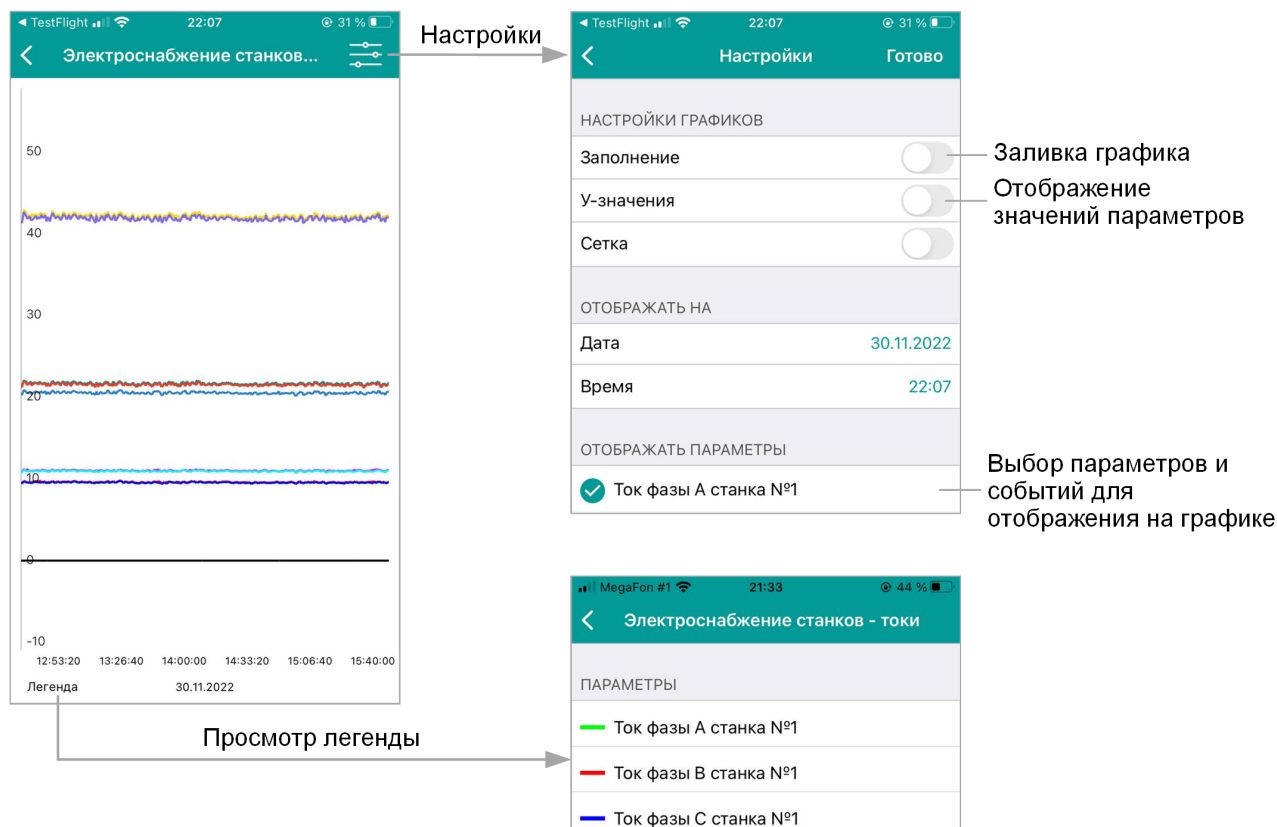 TestFlight 22:07 31 %
Электроснабжение станков...
50
40
30
20
10
0
-10
12:53:20 13:26:40 14:00:00 14:33:20 15:06:40 15:40:00
Легенда 30.11.2022
Настройки
TestFlight 22:07 31 %
Настройки Готово
НАСТРОЙКИ ГРАФИКОВ
Заполнение
У-значения
Сетка
ОТОБРАЖАТЬ НА
Дата 30.11.2022
Время 22:07
ОТОБРАЖАТЬ ПАРАМЕТРЫ
Ток фазы А станка №1
Заливка графика
Отображение
значений параметров
Выбор параметров и
событий для
отображения на графике
Просмотр легенды
MegaFon #1 21:33 44 %
Электроснабжение станков - токи
ПАРАМЕТРЫ
Ток фазы А станка №1
Ток фазы В станка №1
Ток фазы С станка №1